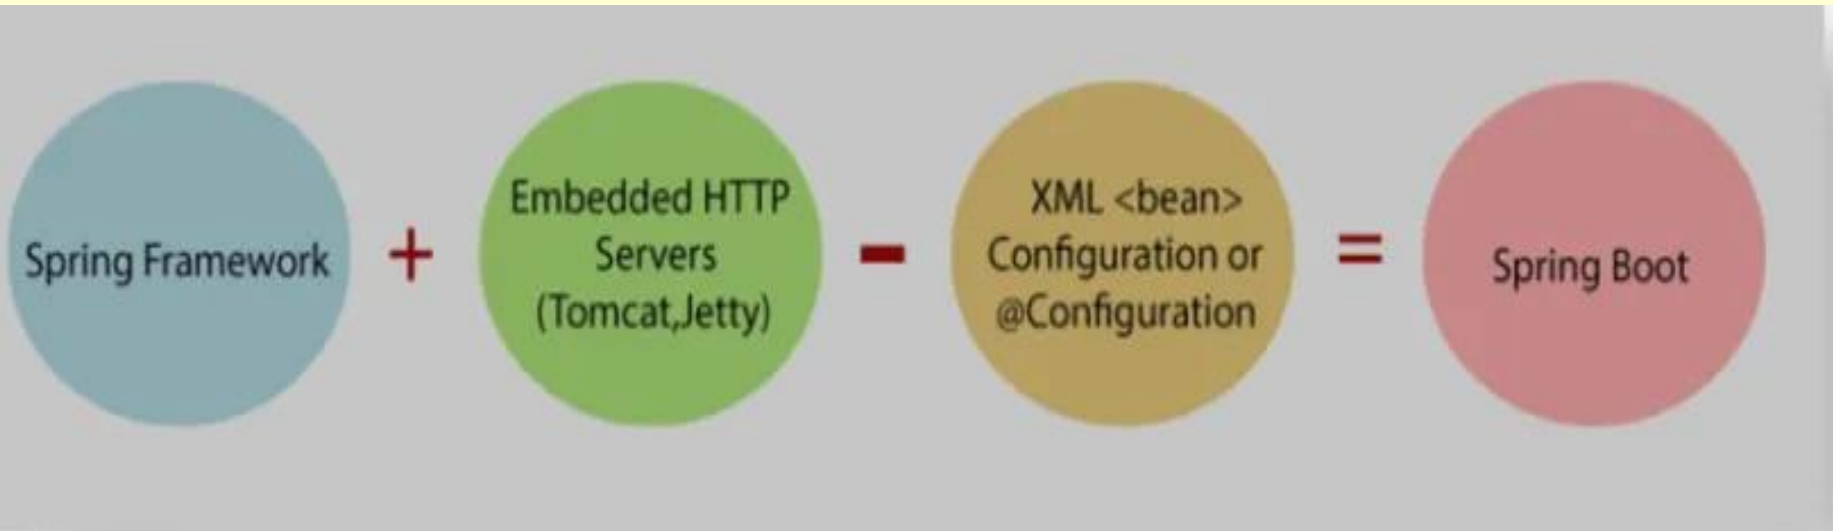 Spring Framework
+
Embedded HTTP
Servers
(Tomcat,Jetty)
-
XML <bean>
Configuration or
@Configuration
=
Spring Boot